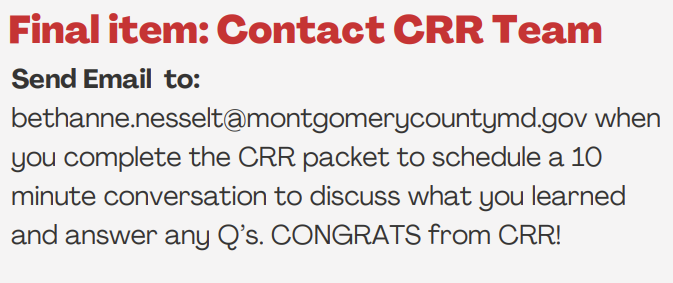 Final item: Contact CRR Team
Send Email to:
bethanne.nesselt@montgomerycountymd.gov when
you complete the CRR packet to schedule a 10
minute conversation to discuss what you learned
and answer any Q's. CONGRATS from CRR!